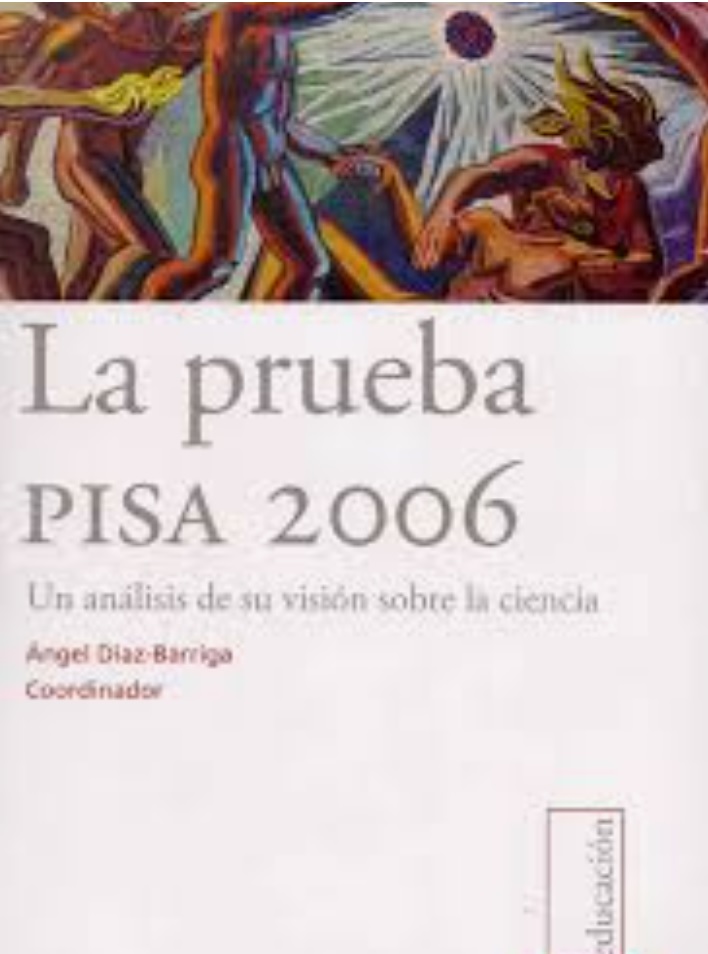 La prueba
PISA 2006
Un análisis de su visión sobre la ciencia
Ángel Díaz-Barriga
Coordinador
educación